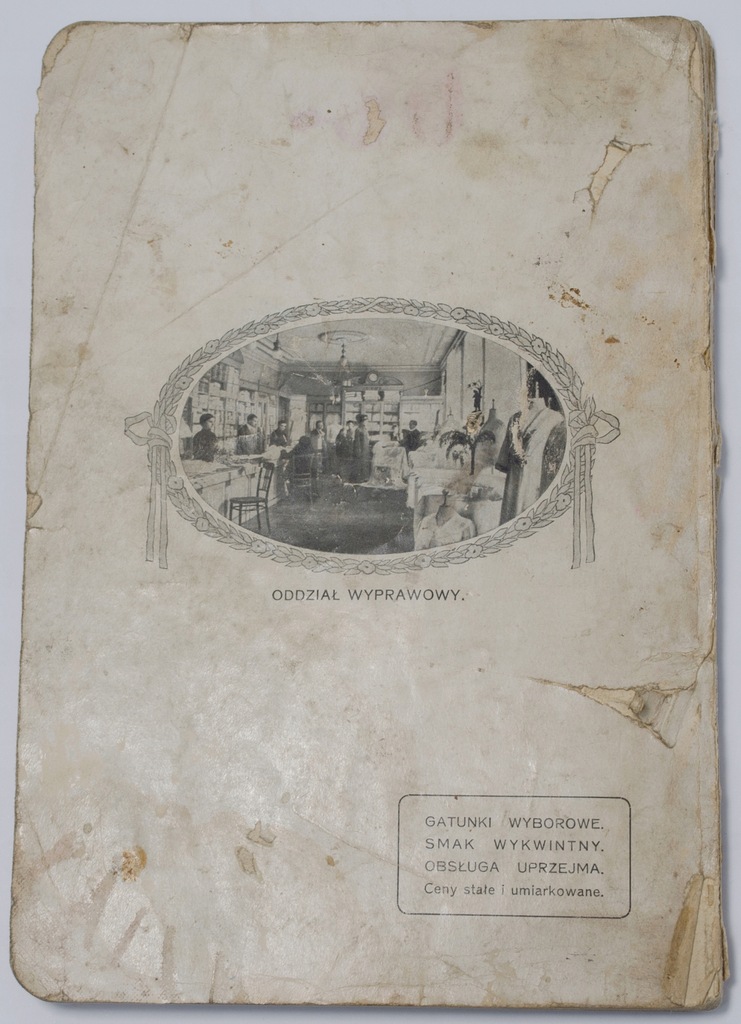 ODDZIAŁ WYPRAWOWY.
GATUNKI WYBOROWE.
SMAK WYKWINTNY.
OBSŁUGA UPRZEJMA.
Ceny stałe i umiarkowane.